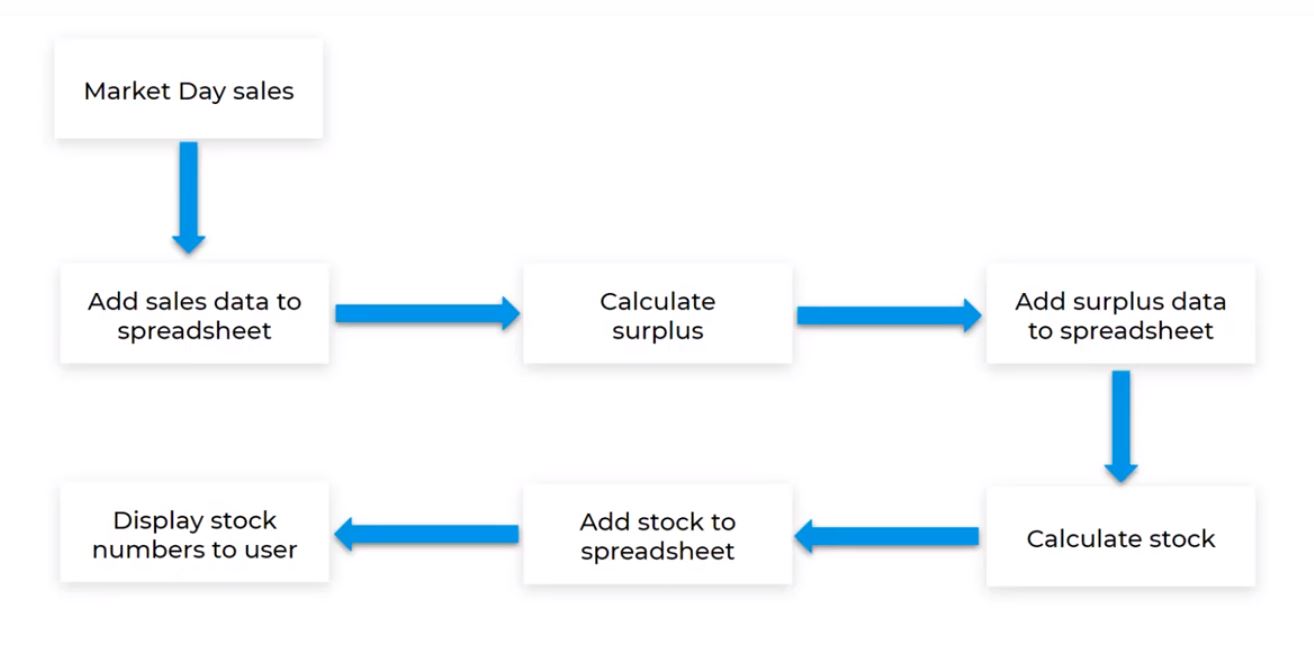 Market Day sales
Add sales data to
spreadsheet
Calculate
surplus
Add surplus data
to spreadsheet
Calculate stock
Add stock to
spreadsheet
Display stock
numbers to user